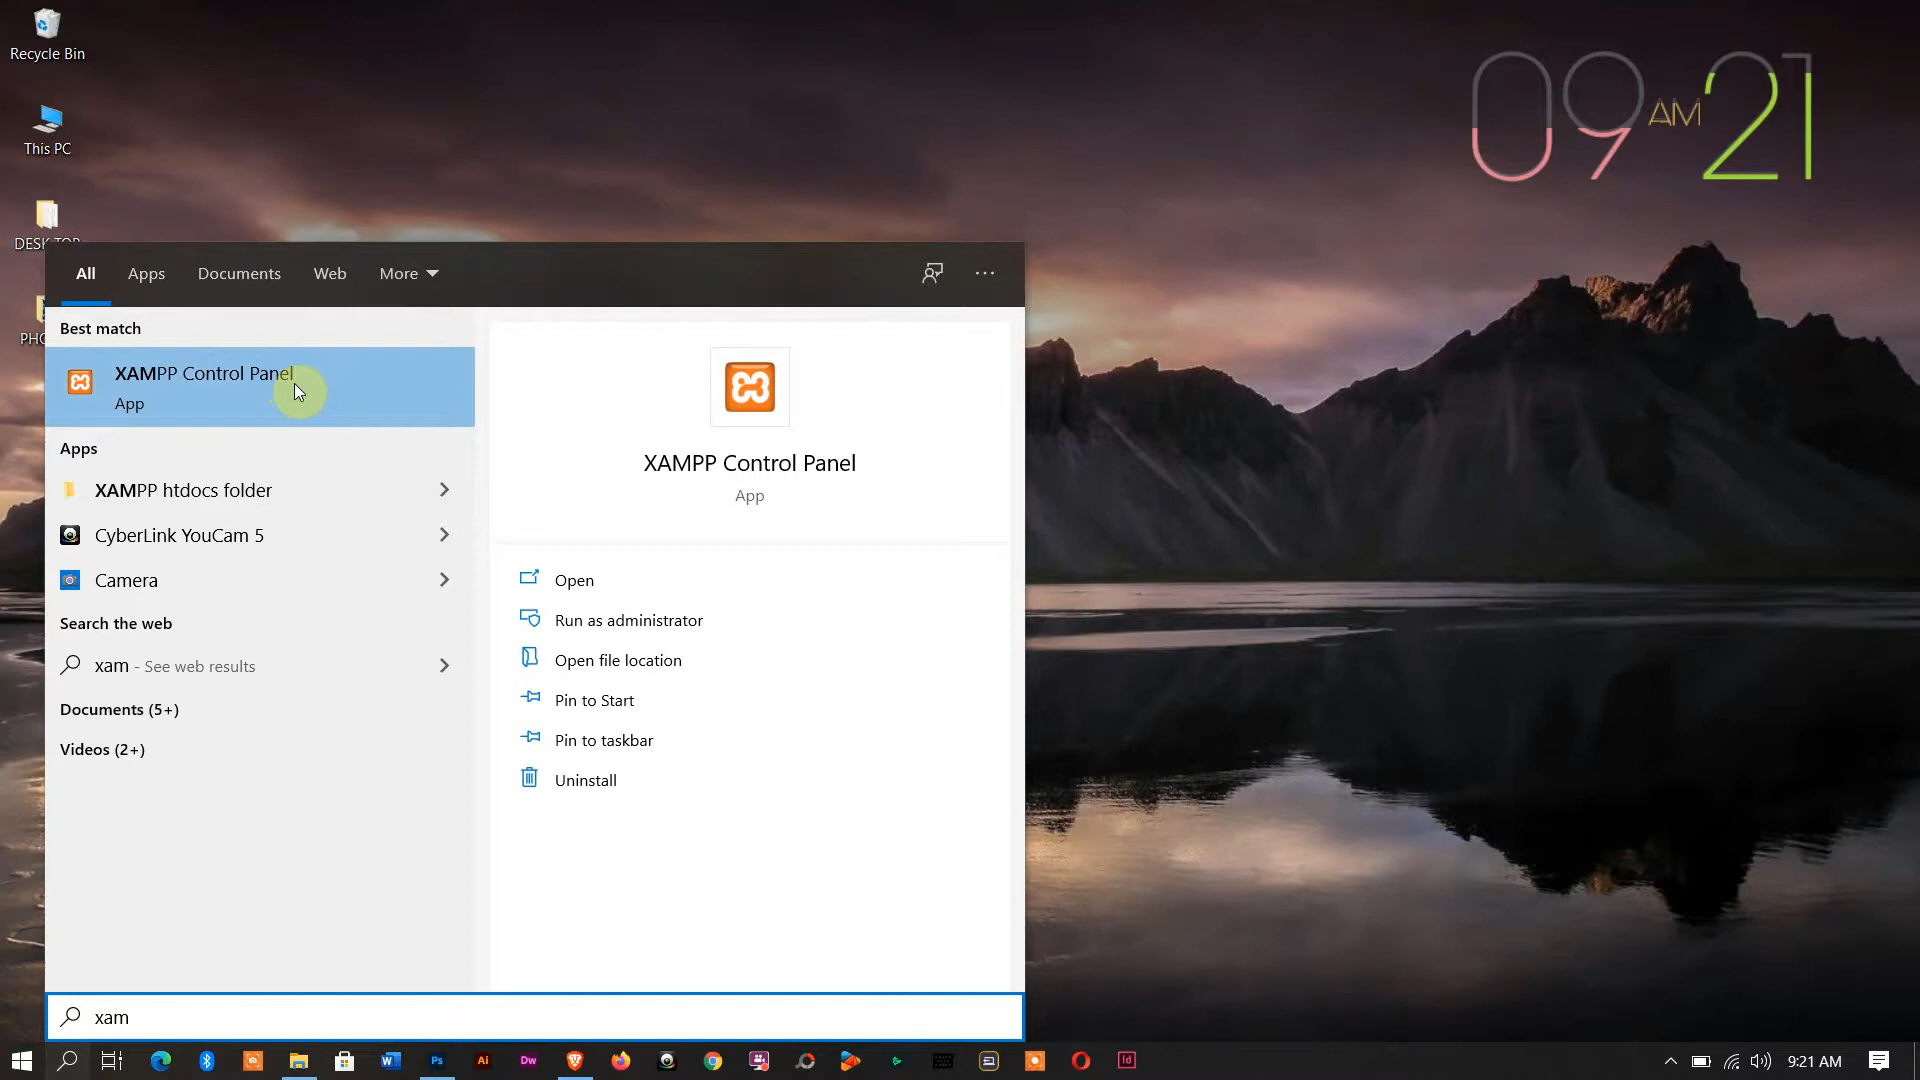 Recycle Bin
This PC
DESKTOP
09 AM 21
All Apps Documents Web More
Best match
XAMPP Control Panel
App
Apps
XAMPP htdocs folder
CyberLink YouCam 5
Camera
Search the web
xam - See web results
Documents (5+)
Videos (2+)
XAMPP Control Panel
App
Open
Run as administrator
Open file location
Pin to Start
Pin to taskbar
Uninstall
xam
W Ps Ai Dw Id
9:21 AM